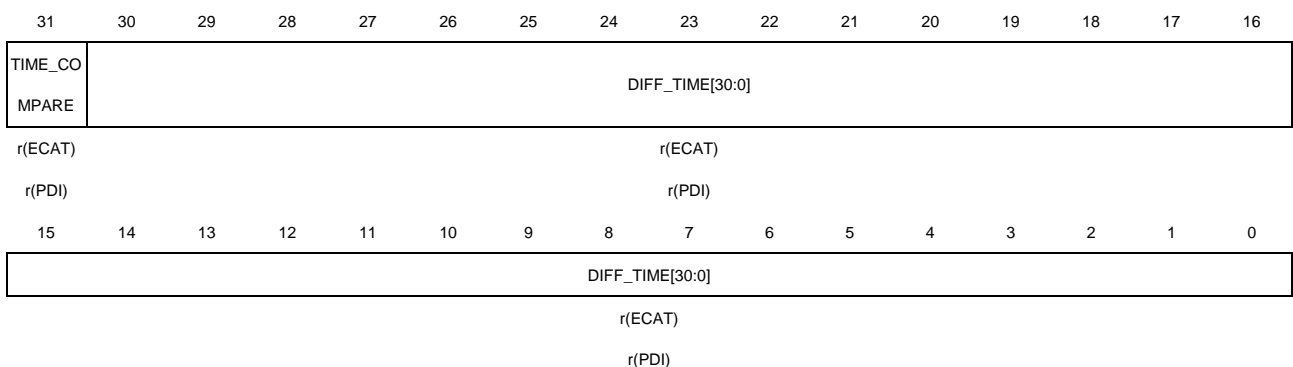 31 30 29 28 27 26 25 24 23 22 21 20 19 18 17 16
TIME_CO
MPARE
DIFF_TIME[30:0]
r(ECAT) r(ECAT)
r(PDI) r(PDI)
15 14 13 12 11 10 9 8 7 6 5 4 3 2 1 0
DIFF_TIME[30:0]
r(ECAT)
r(PDI)